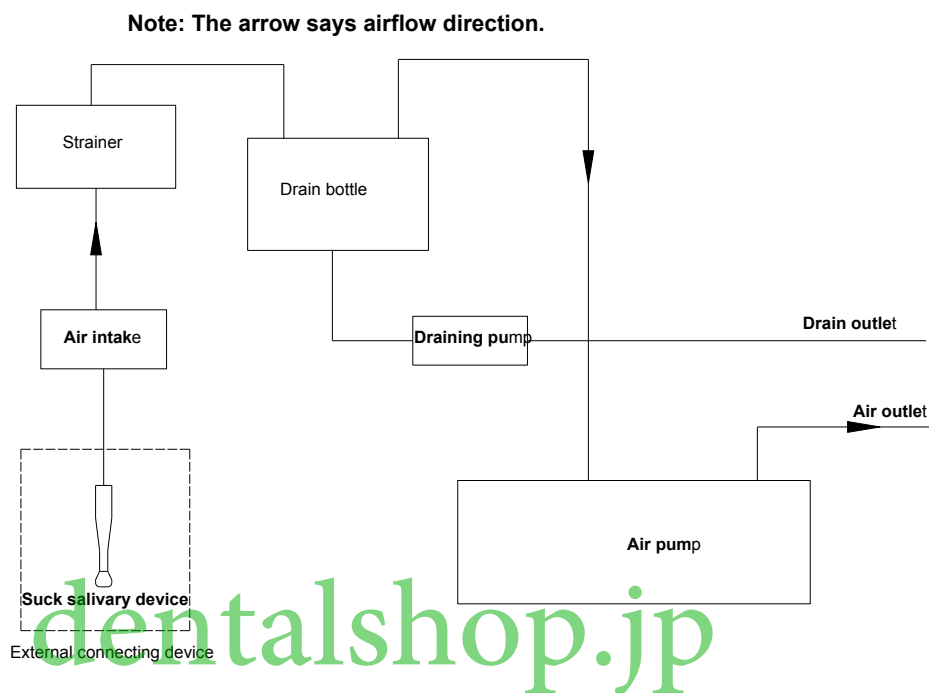 Note: The arrow says airflow direction.
Strainer
Drain bottle
Air intake
Draining pump
Drain outlet
Air outlet
Air pump
Suck salivary device
External connecting device
dentalshop.jp